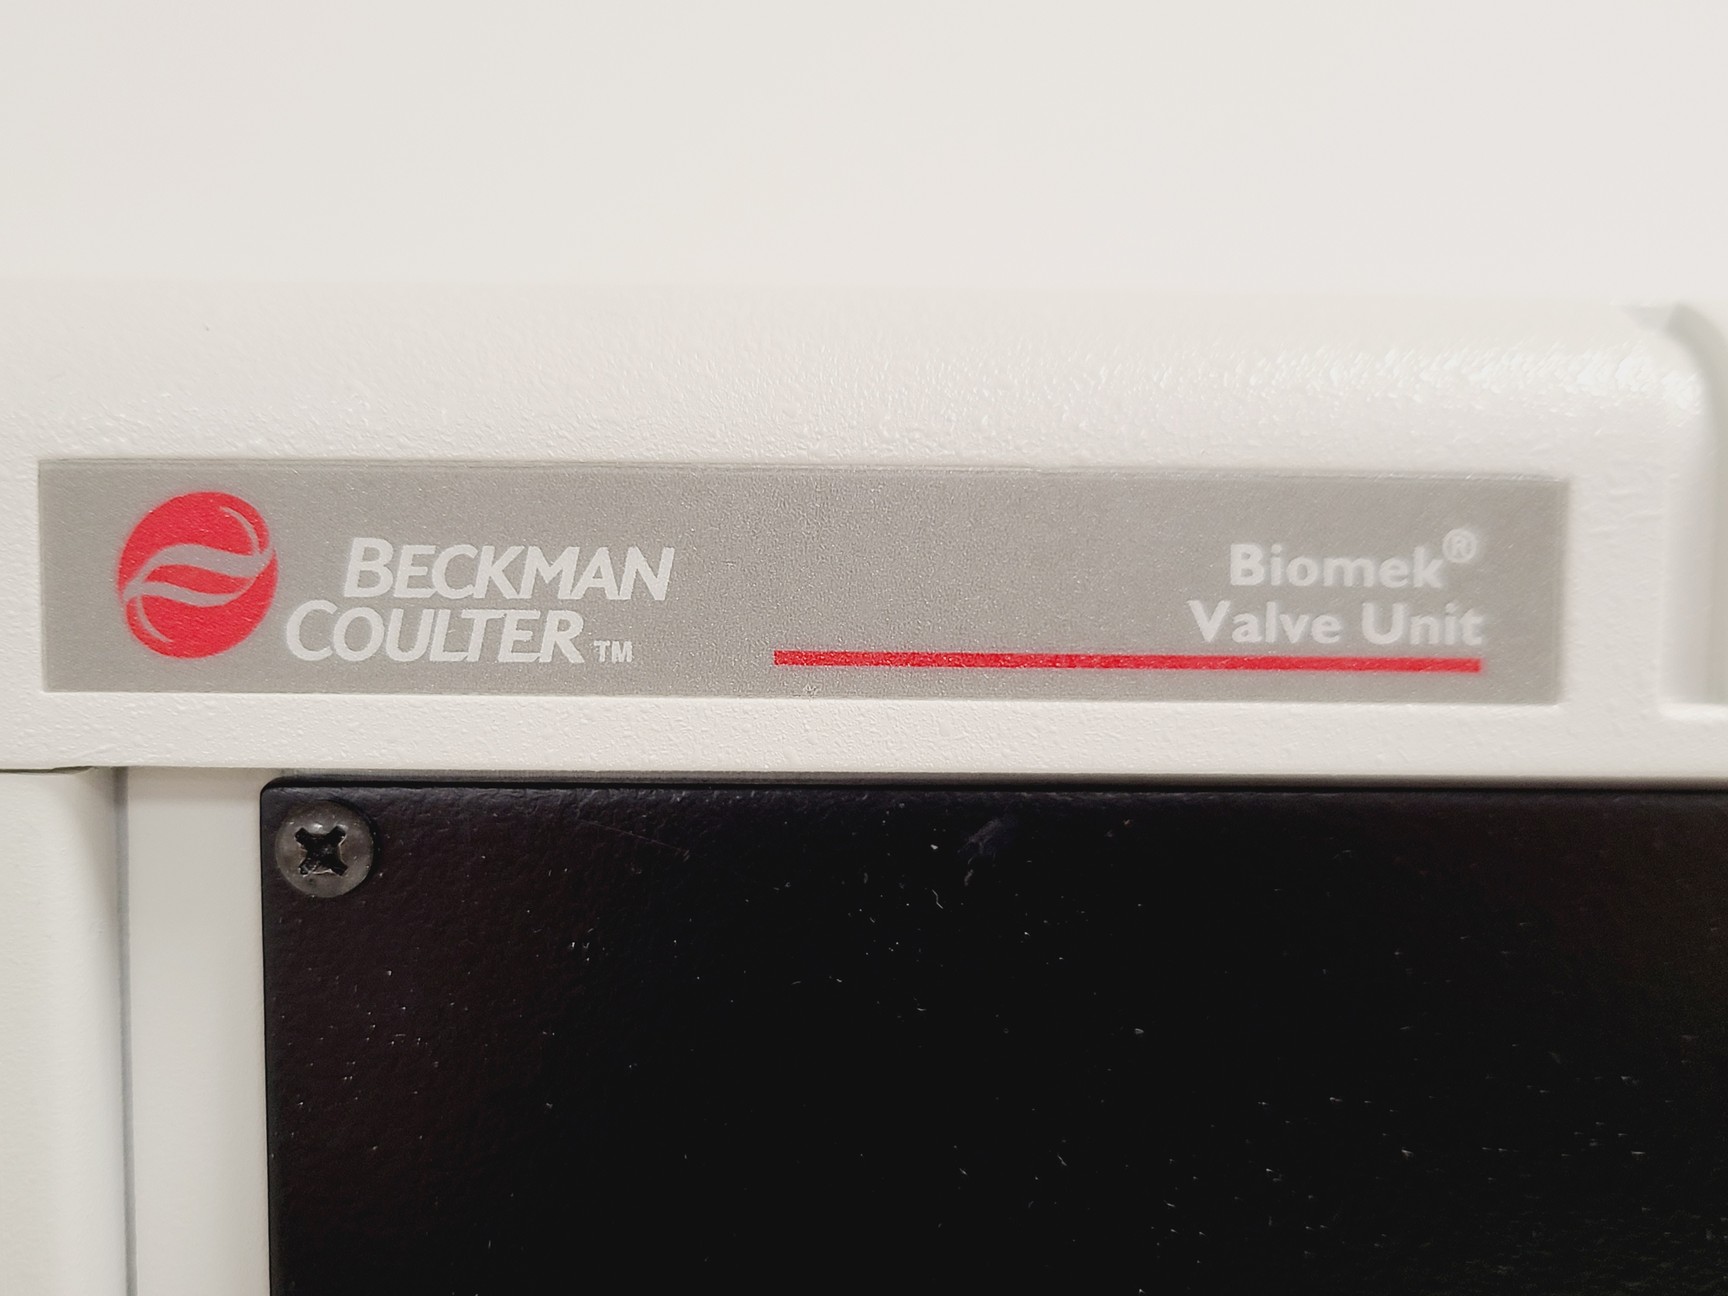 BECKMAN
COULTER™
Biomek®
Valve Unit